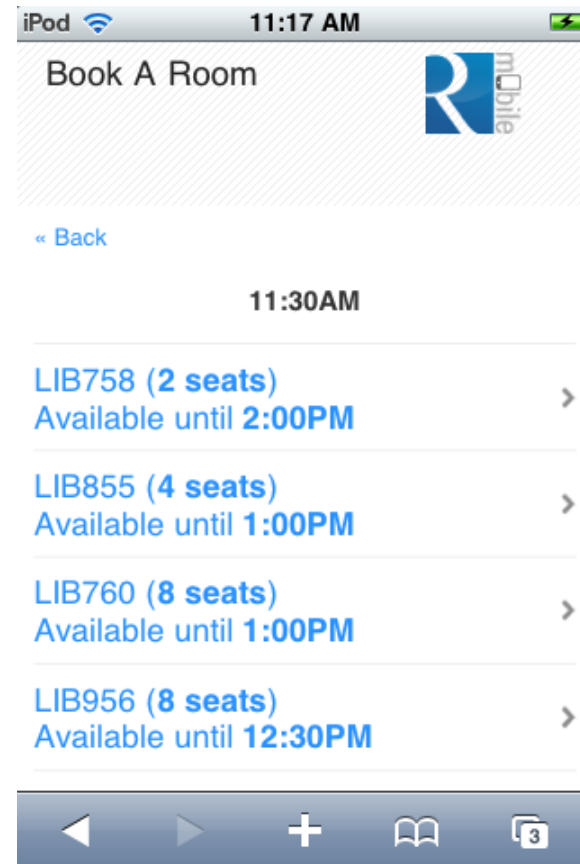 iPod 11:17 AM
Book A Room
R mobile
« Back
11:30AM
LIB758 (2 seats)
Available until 2:00PM
LIB855 (4 seats)
Available until 1:00PM
LIB760 (8 seats)
Available until 1:00PM
LIB956 (8 seats)
Available until 12:30PM
3